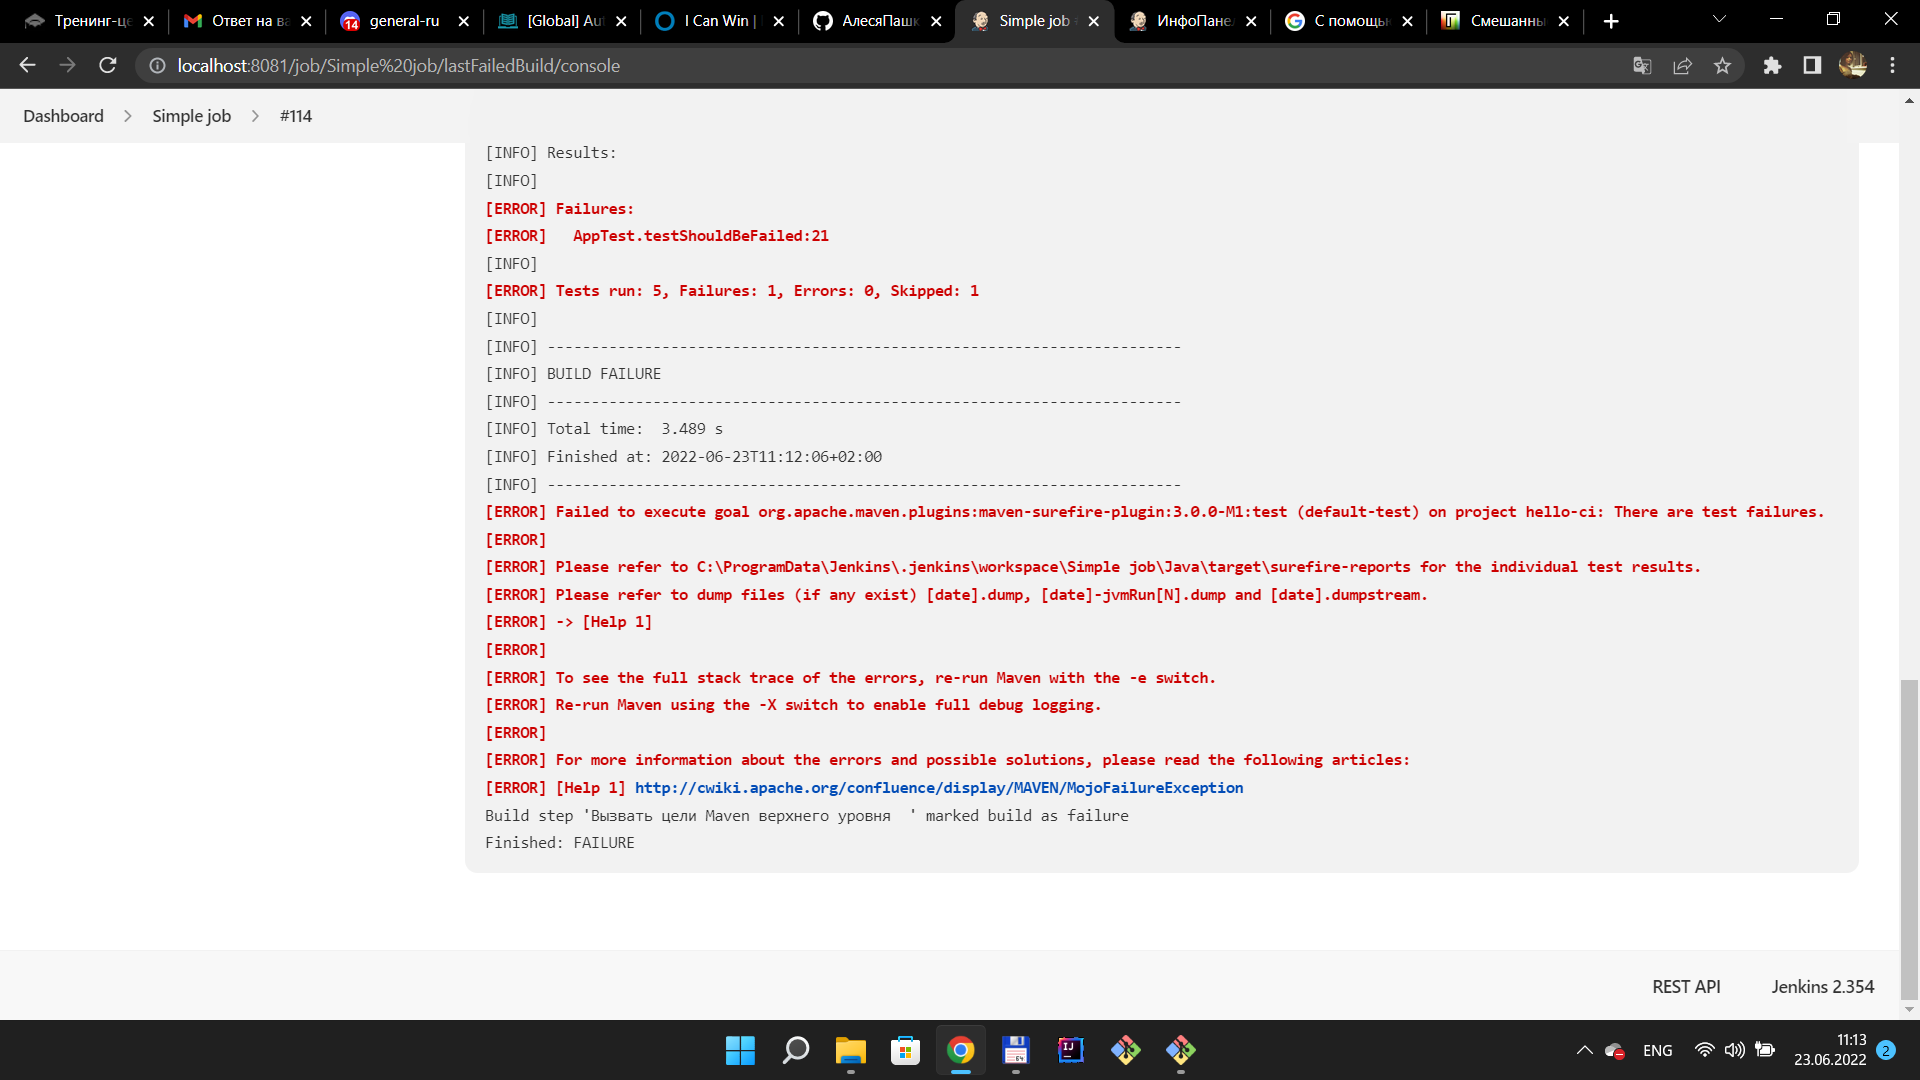 Тренинг-це
Ответ на ва
general-ru
[Global] Au
I Can Win |
АлесяПашк
Simple job
ИнфоПанел
С помощью
Смешанны
localhost:8081/job/Simple%20job/lastFailedBuild/console
Dashboard > Simple job > #114
[INFO] Results:
[INFO]
[ERROR] Failures:
[ERROR]   AppTest.testShouldBeFailed:21
[INFO]
[ERROR] Tests run: 5, Failures: 1, Errors: 0, Skipped: 1
[INFO]
[INFO] ------------------------------------------------------------------------
[INFO] BUILD FAILURE
[INFO] ------------------------------------------------------------------------
[INFO] Total time:  3.489 s
[INFO] Finished at: 2022-06-23T11:12:06+02:00
[INFO] ------------------------------------------------------------------------
[ERROR] Failed to execute goal org.apache.maven.plugins:maven-surefire-plugin:3.0.0-M1:test (default-test) on project hello-ci: There are test failures.
[ERROR]
[ERROR] Please refer to C:\ProgramData\Jenkins\.jenkins\workspace\Simple job\Java\target\surefire-reports for the individual test results.
[ERROR] Please refer to dump files (if any exist) [date].dump, [date]-jvmRun[N].dump and [date].dumpstream.
[ERROR] -> [Help 1]
[ERROR]
[ERROR] To see the full stack trace of the errors, re-run Maven with the -e switch.
[ERROR] Re-run Maven using the -X switch to enable full debug logging.
[ERROR]
[ERROR] For more information about the errors and possible solutions, please read the following articles:
[ERROR] [Help 1] http://cwiki.apache.org/confluence/display/MAVEN/MojoFailureException
Build step 'Вызвать цели Maven верхнего уровня  ' marked build as failure
Finished: FAILURE
REST API
Jenkins 2.354
ENG
11:13
23.06.2022
2